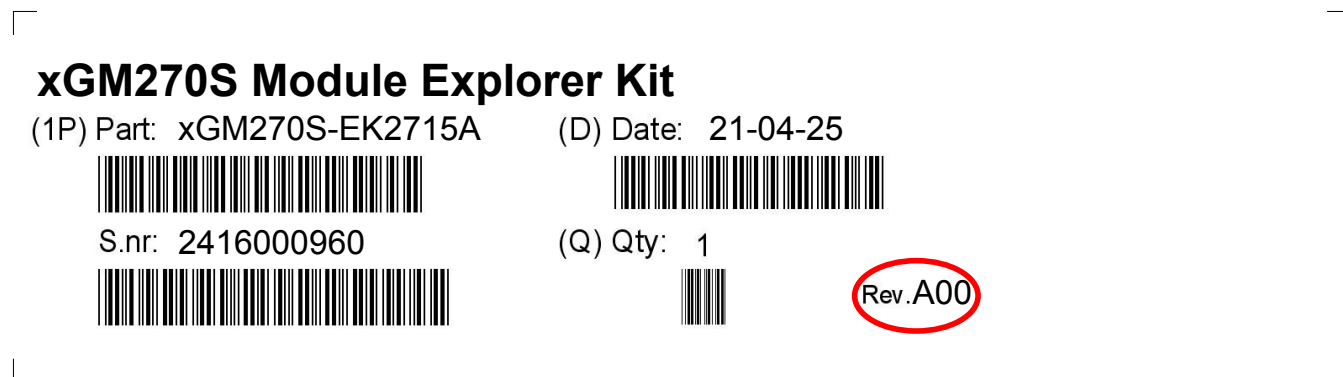 xGM270S Module Explorer Kit
(1P) Part: xGM270S-EK2715A (D) Date: 21-04-25
S.nr: 2416000960 (Q) Qty: 1
Rev.A00